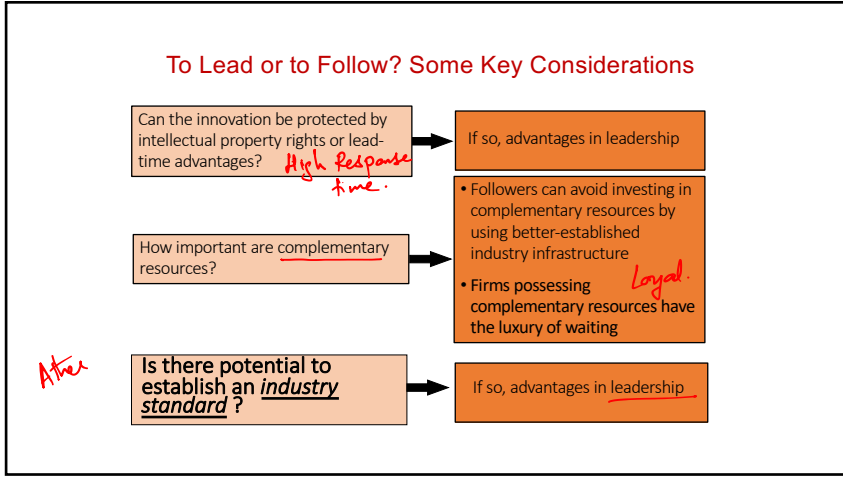 To Lead or to Follow? Some Key Considerations
Can the innovation be protected by
intellectual property rights or lead-
time advantages?
High Response
time.
If so, advantages in leadership
How important are complementary
resources?
• Followers can avoid investing in
complementary resources by
using better-established
industry infrastructure
Loyal.
• Firms possessing
complementary resources have
the luxury of waiting
Is there potential to
establish an industry
standard ?
If so, advantages in leadership